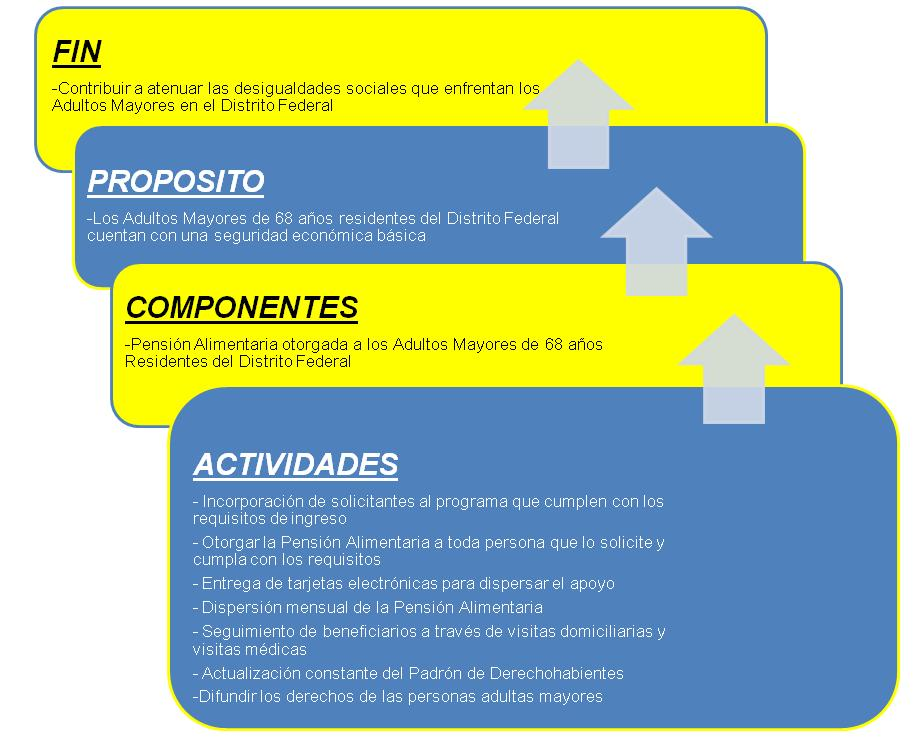 FIN
-Contribuir a atenuar las desigualdades sociales que enfrentan los
Adultos Mayores en el Distrito Federal
PROPOSITO
-Los Adultos Mayores de 68 años residentes del Distrito Federal
cuentan con una seguridad económica básica
COMPONENTES
-Pensión Alimentaria otorgada a los Adultos Mayores de 68 años
Residentes del Distrito Federal
ACTIVIDADES
- Incorporación de solicitantes al programa que cumplen con los
requisitos de ingreso
- Otorgar la Pensión Alimentaria a toda persona que lo solicite y
cumpla con los requisitos
- Entrega de tarjetas electrónicas para dispersar el apoyo
- Dispersión mensual de la Pensión Alimentaria
- Seguimiento de beneficiarios a través de visitas domiciliarias y
visitas médicas
- Actualización constante del Padrón de Derechohabientes
-Difundir los derechos de las personas adultas mayores